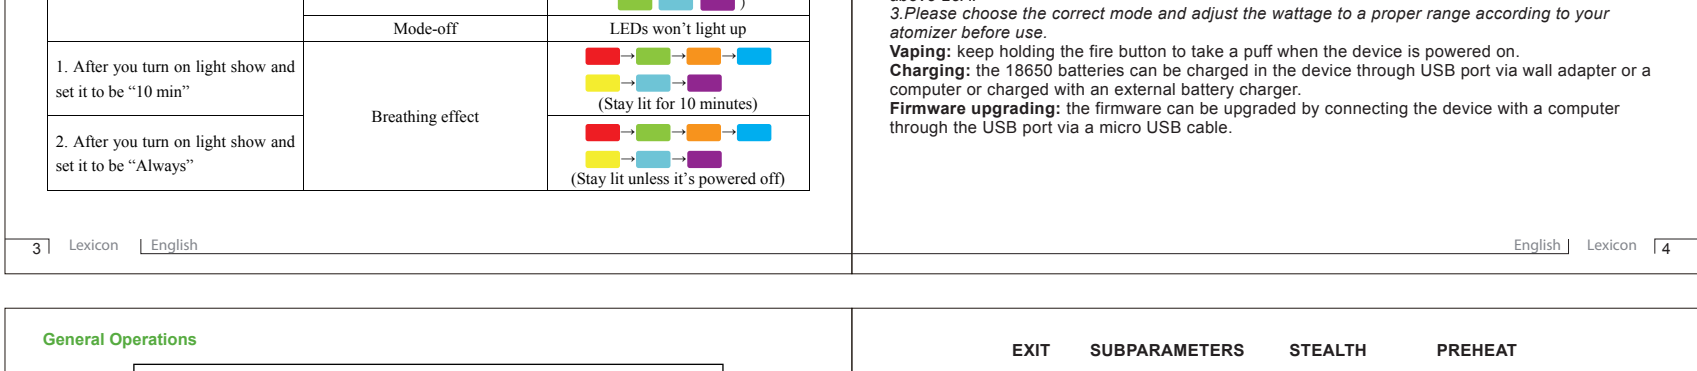 )
Mode-off
LEDs won’t light up
1. After you turn on light show and
set it to be “10 min”
Breathing effect
→ → →
→ →
(Stay lit for 10 minutes)
2. After you turn on light show and
set it to be “Always”
→ → →
→ →
(Stay lit unless it’s powered off)
3 Lexicon English
3.Please choose the correct mode and adjust the wattage to a proper range according to your
atomizer before use.
Vaping: keep holding the fire button to take a puff when the device is powered on.
Charging: the 18650 batteries can be charged in the device through USB port via wall adapter or a
computer or charged with an external battery charger.
Firmware upgrading: the firmware can be upgraded by connecting the device with a computer
through the USB port via a micro USB cable.
English Lexicon 4
General Operations
EXIT SUBPARAMETERS STEALTH PREHEAT